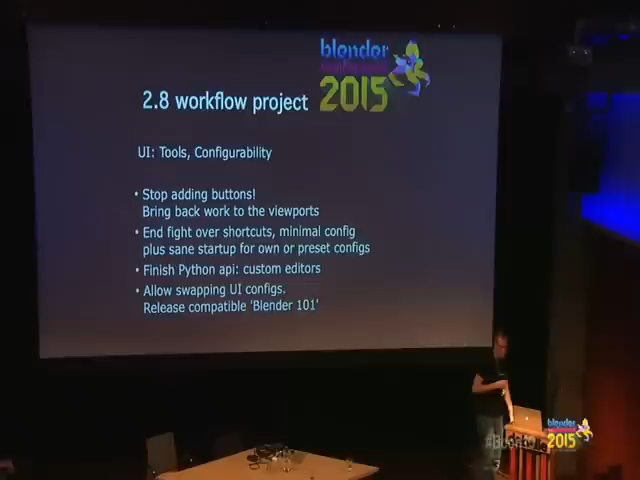 blender
conference
2015
2.8 workflow project
UI: Tools, Configurability
• Stop adding buttons!
Bring back work to the viewports
• End fight over shortcuts, minimal config
plus sane startup for own or preset configs
• Finish Python api: custom editors
• Allow swapping UI configs.
Release compatible 'Blender 101'
blender
2015